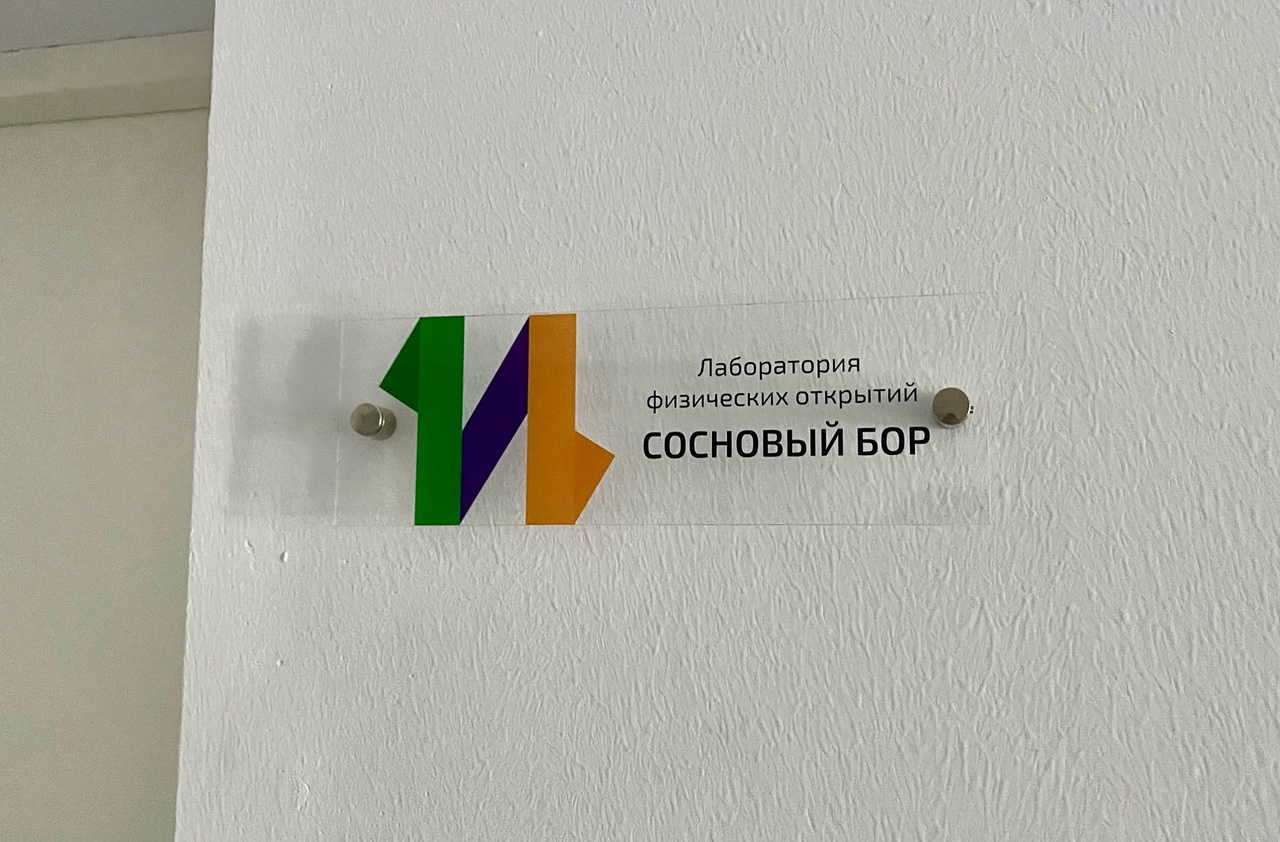 Лаборатория
физических открытий
СОСНОВЫЙ БОР